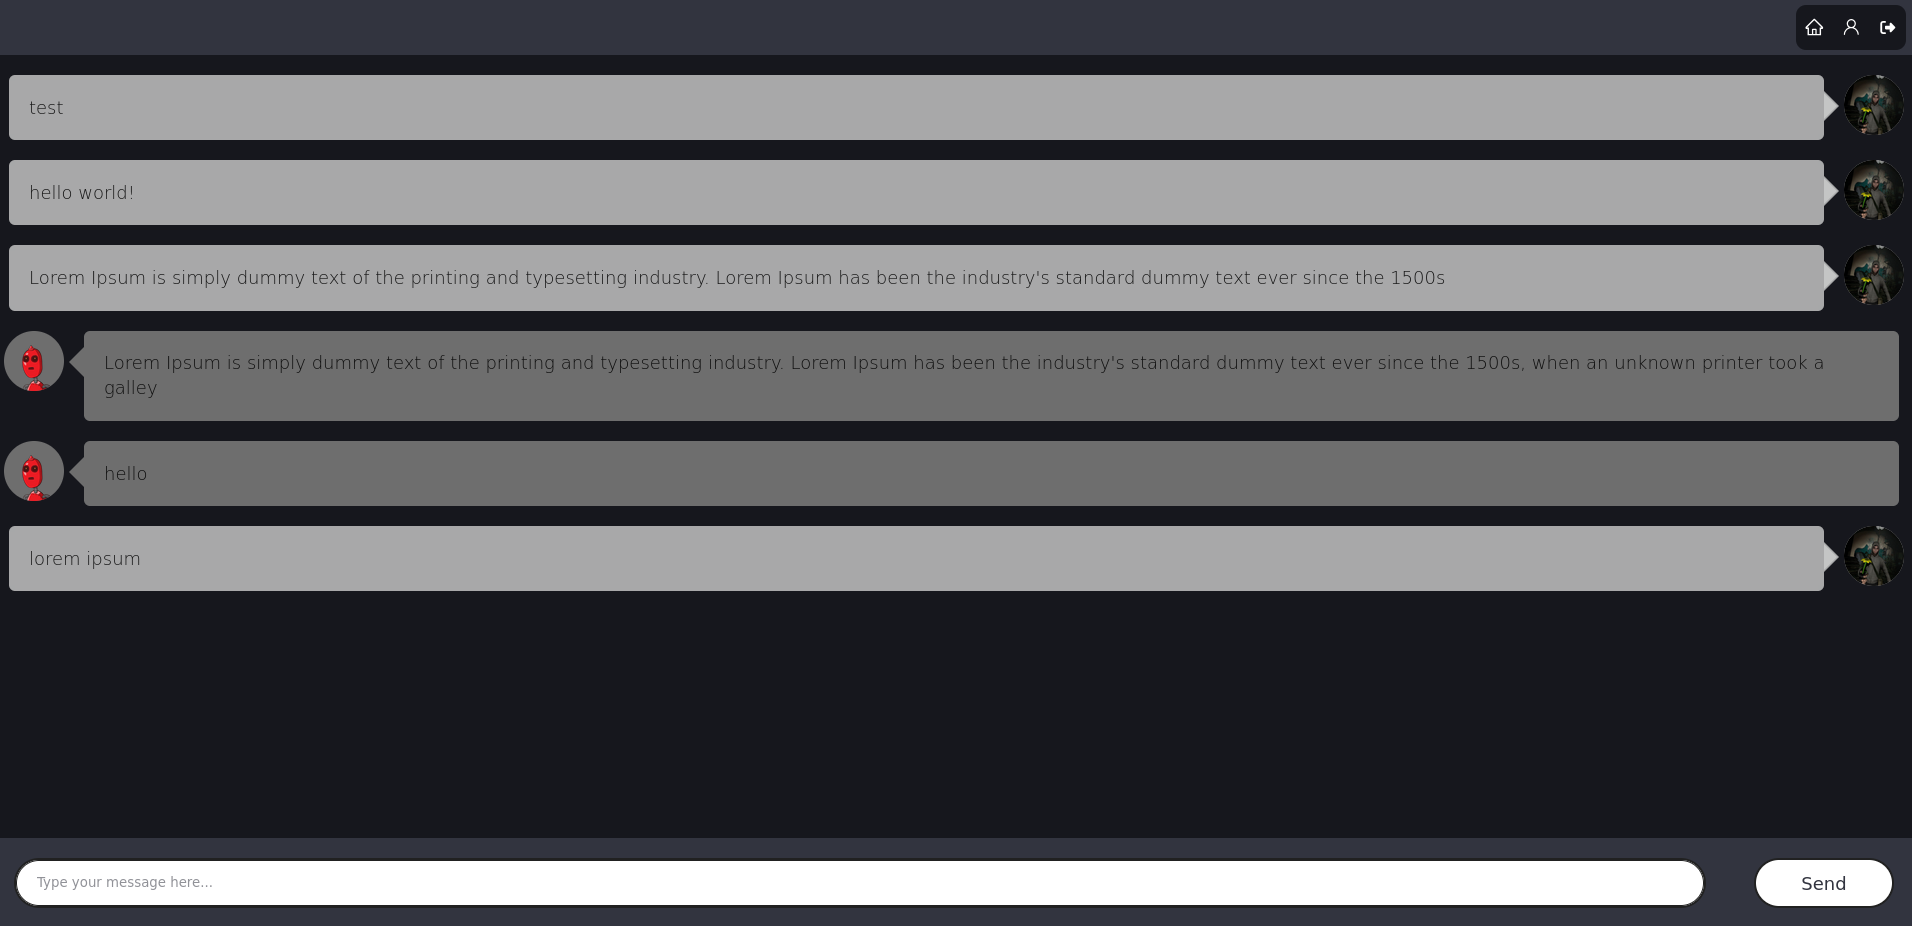 test
hello world!
Lorem Ipsum is simply dummy text of the printing and typesetting industry. Lorem Ipsum has been the industry's standard dummy text ever since the 1500s
Lorem Ipsum is simply dummy text of the printing and typesetting industry. Lorem Ipsum has been the industry's standard dummy text ever since the 1500s, when an unknown printer took a
galley
hello
lorem ipsum
Type your message here...
Send